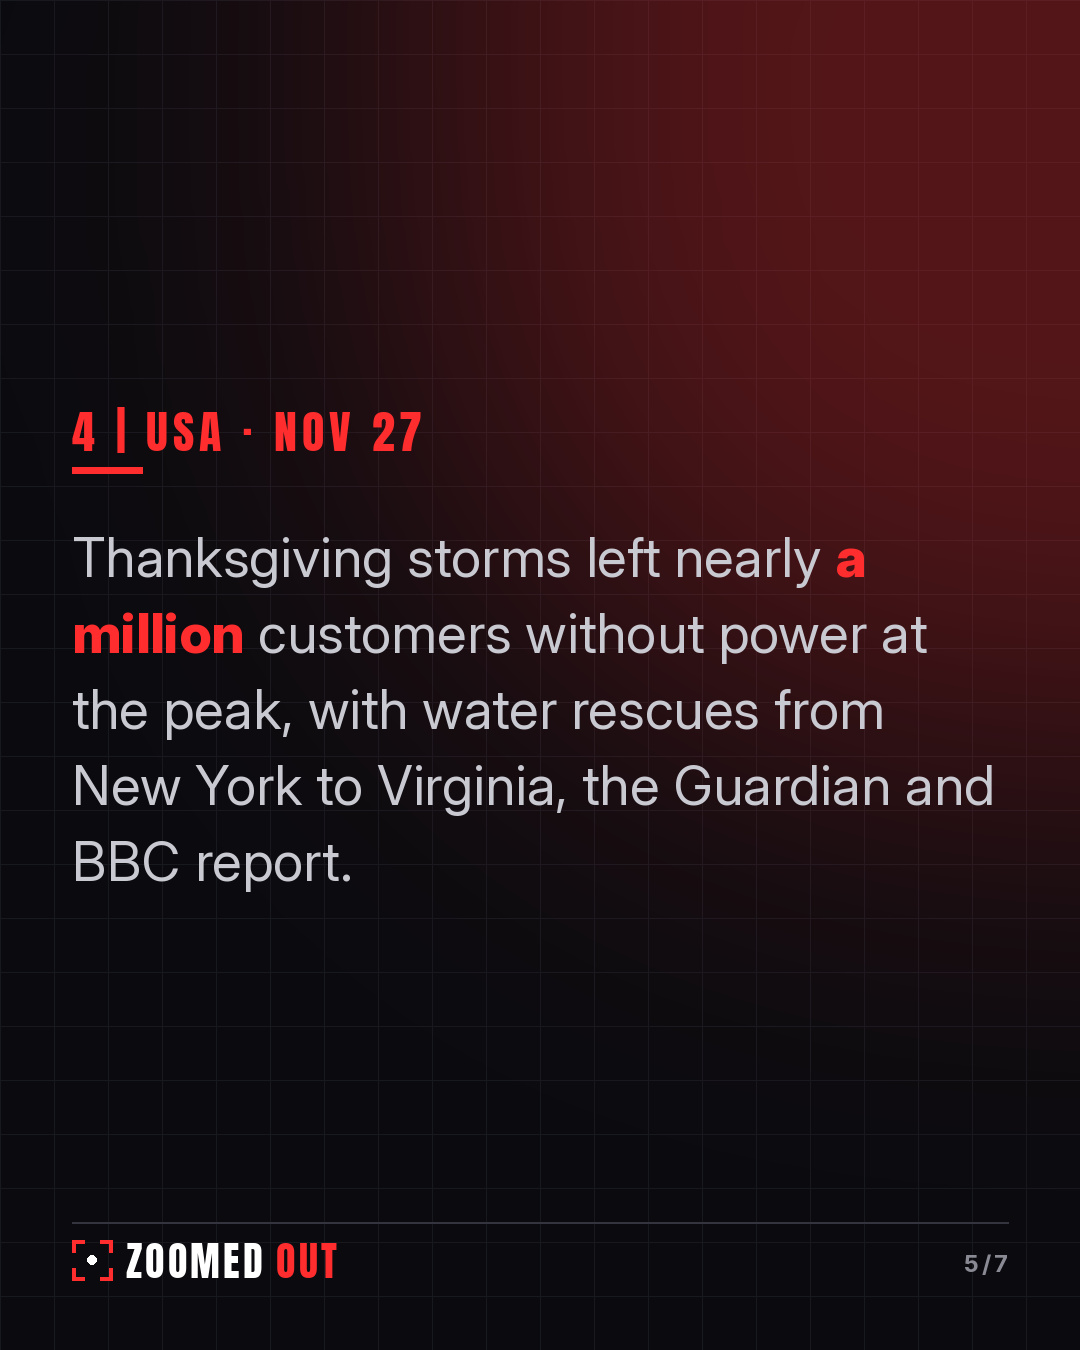 4 | USA · NOV 27
Thanksgiving storms left nearly a
million customers without power at
the peak, with water rescues from
New York to Virginia, the Guardian and
BBC report.
ZOOMED OUT
5/7